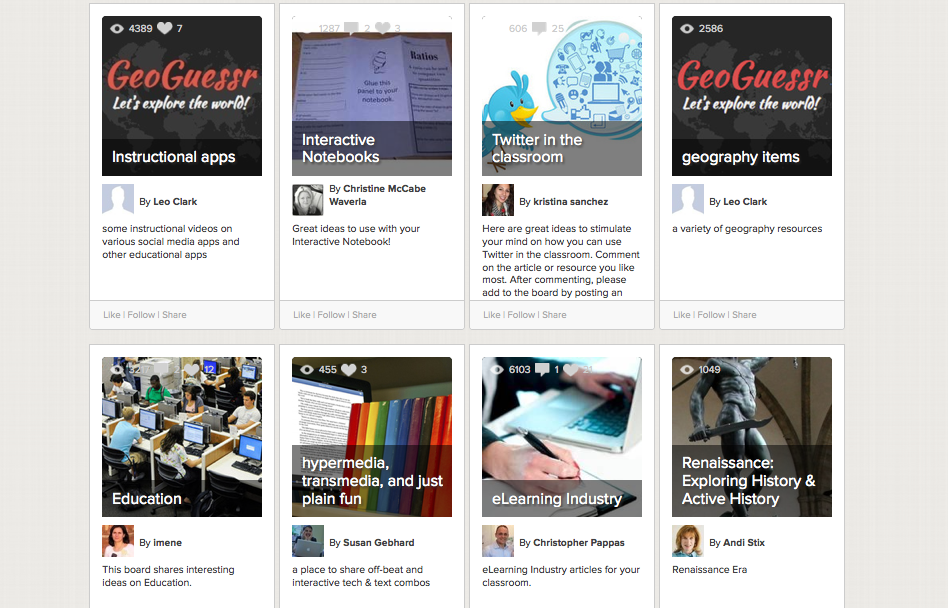 4389 7
GeoGuessr
Let's explore the world!
Instructional apps
By Leo Clark
some instructional videos on
various social media apps and
other educational apps
Like | Follow | Share
1287 2 3
Ratios
Glue this
panel to your
notebook.
Interactive
Notebooks
By Christine McCabe
Waverla
Great ideas to use with your
Interactive Notebook!
Like | Follow | Share
606 25
Twitter in the
classroom
By kristina sanchez
Here are great ideas to stimulate
your mind on how you can use
Twitter in the classroom. Comment
on the article or resource you like
most. After commenting, please
add to the board by posting an
Like | Follow | Share
2586
GeoGuessr
Let's explore the world!
geography items
By Leo Clark
a variety of geography resources
Like | Follow | Share
12
Education
By imene
This board shares interesting
ideas on Education.
455 3
hypermedia,
transmedia, and just
plain fun
By Susan Gebhard
a place to share off-beat and
interactive tech & text combos
6103 1
eLearning Industry
By Christopher Pappas
eLearning Industry articles for your
classroom.
1049
Renaissance:
Exploring History &
Active History
By Andi Stix
Renaissance Era